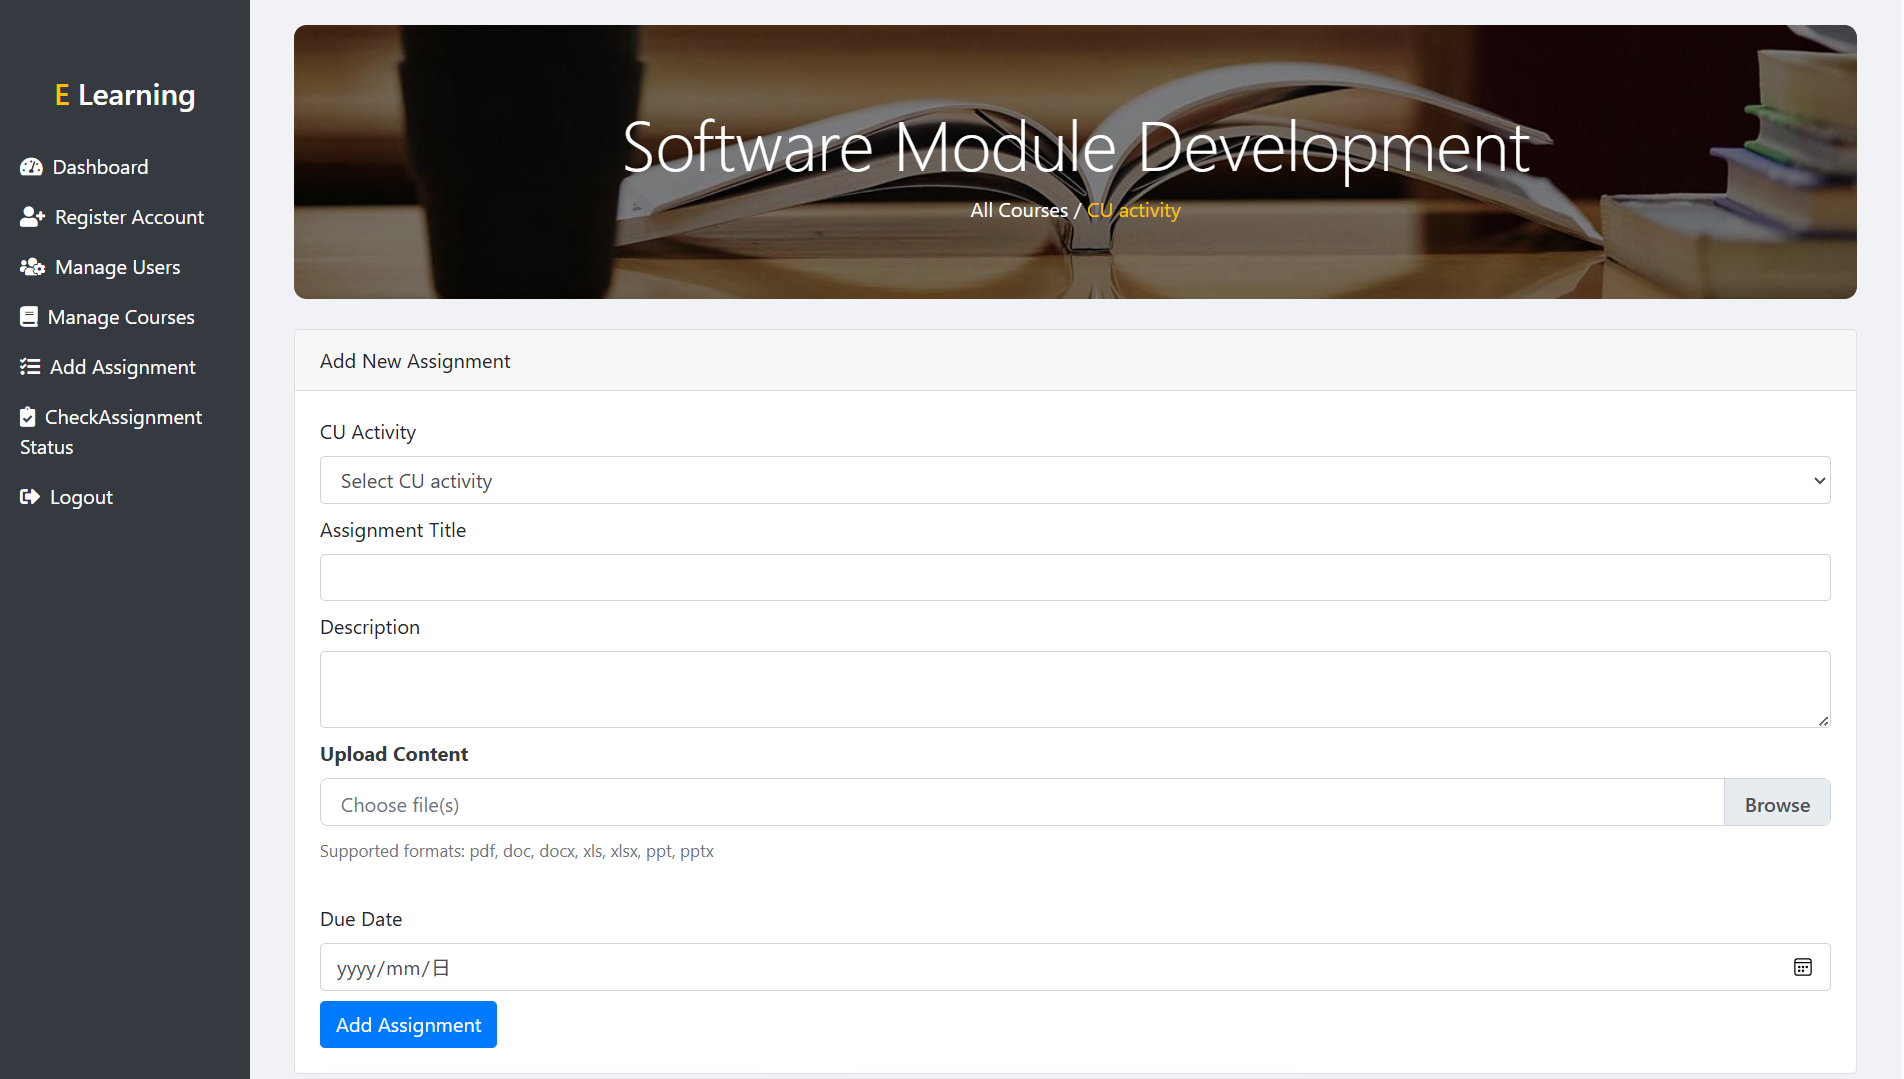 E Learning
Dashboard
Register Account
Manage Users
Manage Courses
Add Assignment
CheckAssignment
Status
Logout
Software Module Development
All Courses / CU activity
Add New Assignment
CU Activity
Select CU activity
Assignment Title
Description
Upload Content
Choose file(s)
Browse
Supported formats: pdf, doc, docx, xls, xlsx, ppt, pptx
Due Date
yyyy/mm/日
Add Assignment